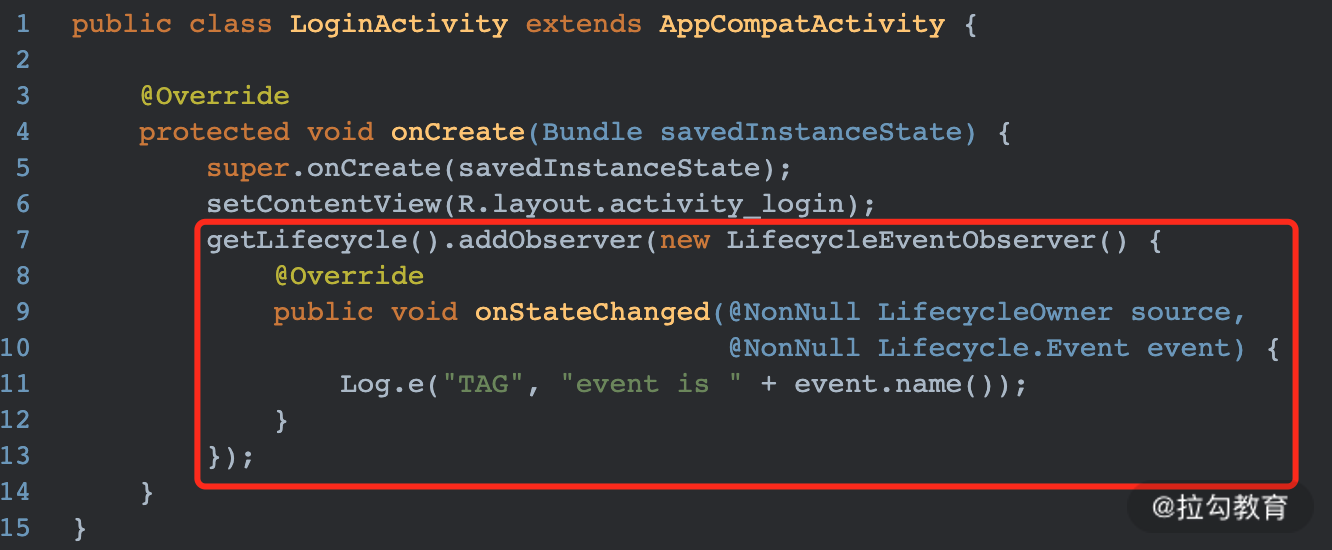 1 public class LoginActivity extends AppCompatActivity {
2
3     @Override
4     protected void onCreate(Bundle savedInstanceState) {
5         super.onCreate(savedInstanceState);
6         setContentView(R.layout.activity_login);
7         getLifecycle().addObserver(new LifecycleEventObserver() {
8             @Override
9             public void onStateChanged(@NonNull LifecycleOwner source,
10                                        @NonNull Lifecycle.Event event) {
11                 Log.e("TAG", "event is " + event.name());
12             }
13         });
14     }
15 }
@拉勾教育